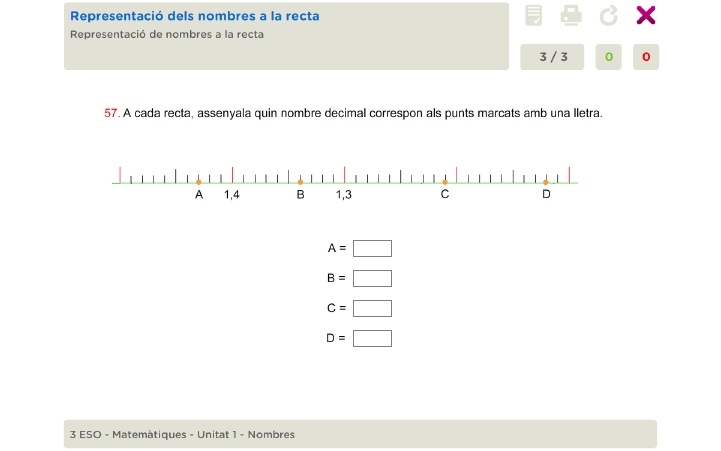 Representació dels nombres a la recta
Representació de nombres a la recta
3 / 3 0 0
57. A cada recta, assenyala quin nombre decimal correspon als punts marcats amb una lletra.
A 1,4 B 1,3 C D
A =
B =
C =
D =
3 ESO - Matemàtiques - Unitat 1 - Nombres